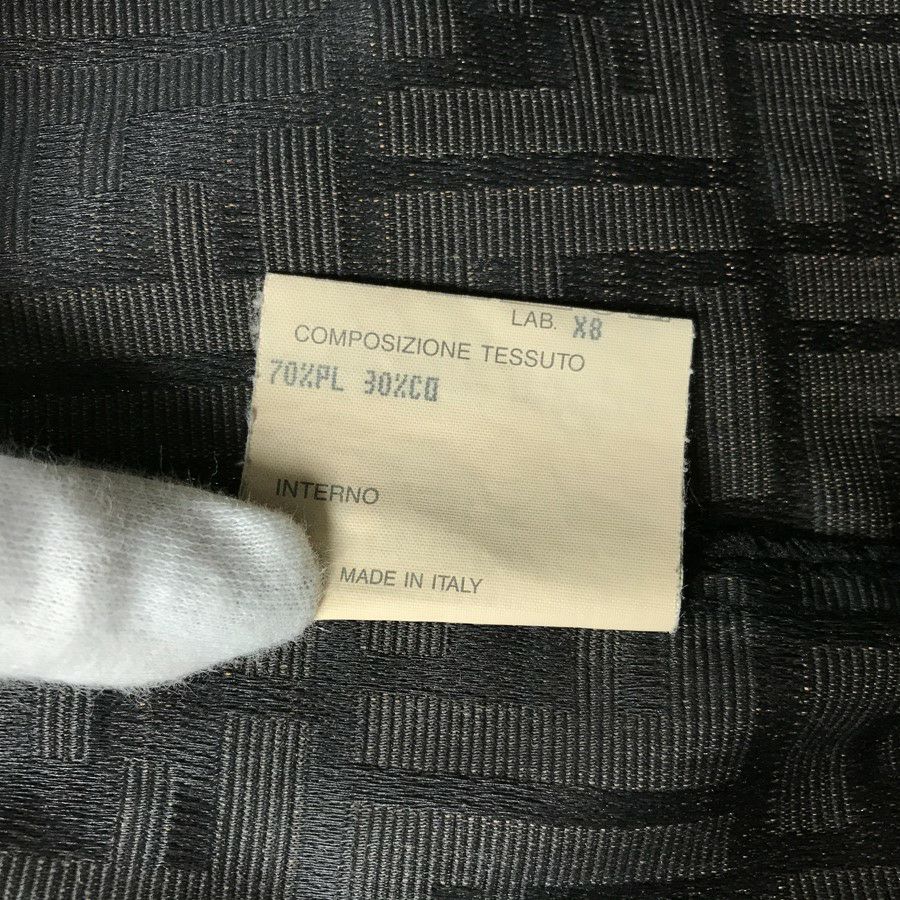 LAB. X8
COMPOSIZIONE TESSUTO
70%PL 30%CO
INTERNO
MADE IN ITALY